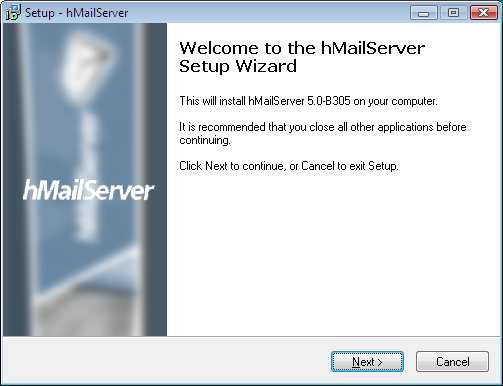 Setup - hMailServer
Welcome to the hMailServer
Setup Wizard
This will install hMailServer 5.0-B305 on your computer.
It is recommended that you close all other applications before
continuing.
Click Next to continue, or Cancel to exit Setup.
hMailServer
Next >
Cancel